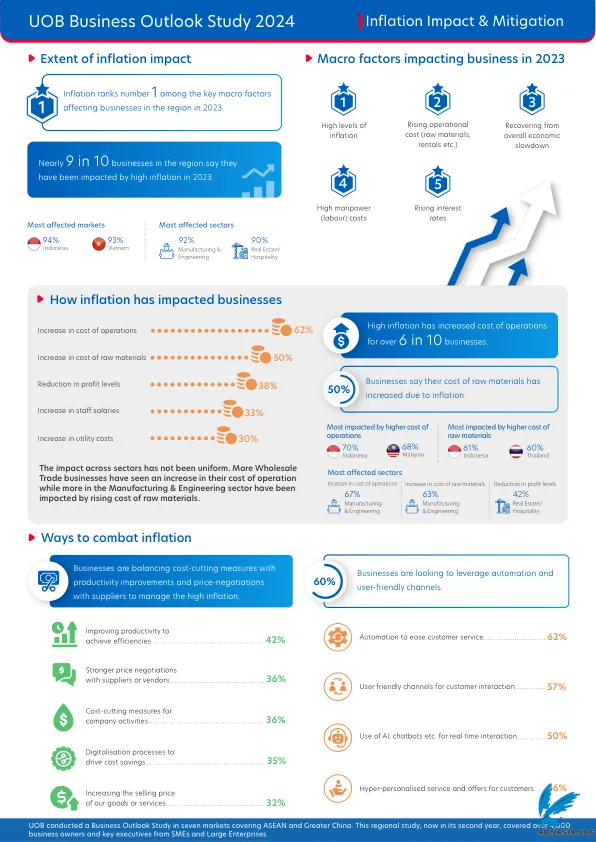 UOB Business Outlook Study 2024
Inflation Impact & Mitigation
Extent of inflation impact
1
Inflation ranks number 1 among the key macro factors
affecting businesses in the region in 2023.
Nearly 9 in 10 businesses in the region say they
have been impacted by high inflation in 2023.
Most affected markets
94%
Indonesia
93%
Vietnam
Most affected sectors
92%
Manufacturing &
Engineering
90%
Real Estate/
Hospitality
Macro factors impacting business in 2023
1
High levels of
inflation
2
Rising operational
cost (raw materials,
rentals etc.)
3
Recovering from
overall economic
slowdown
4
High manpower
(labour) costs
5
Rising interest
rates
How inflation has impacted businesses
Increase in cost of operations 62%
Increase in cost of raw materials 50%
Reduction in profit levels 38%
Increase in staff salaries 33%
Increase in utility costs 30%
The impact across sectors has not been uniform. More Wholesale
Trade businesses have seen an increase in their cost of operation
while more in the Manufacturing & Engineering sector have been
impacted by rising cost of raw materials.
$
High inflation has increased cost of operations
for over 6 in 10 businesses.
50%
Businesses say their cost of raw materials has
increased due to inflation.
Most impacted by higher cost of
operations
70%
Indonesia
68%
Malaysia
Most impacted by higher cost of
raw materials
61%
Indonesia
60%
Thailand
Most affected sectors
Increase in cost of operations
67%
Manufacturing
& Engineering
Increase in cost of raw materials
63%
Manufacturing
& Engineering
Reduction in profit levels
42%
Real Estate/
Hospitality
Ways to combat inflation
Businesses are balancing cost-cutting measures with
productivity improvements and price-negotiations
with suppliers to manage the high inflation.
Improving productivity to
achieve efficiencies 42%
Stronger price negotiations
with suppliers or vendors 36%
Cost-cutting measures for
company activities 36%
Digitalisation processes to
drive cost savings 35%
Increasing the selling price
of our goods or services 32%
60%
Businesses are looking to leverage automation and
user-friendly channels.
Automation to ease customer service 62%
User friendly channels for customer interaction 57%
Use of AI, chatbots etc. for real time interaction 50%
Hyper-personalised service and offers for customers 6%
UOB conducted a Business Outlook Study in seven markets covering ASEAN and Greater China. This regional study, now in its second year, covered over
business owners and key executives from SMEs and Large Enterprises.